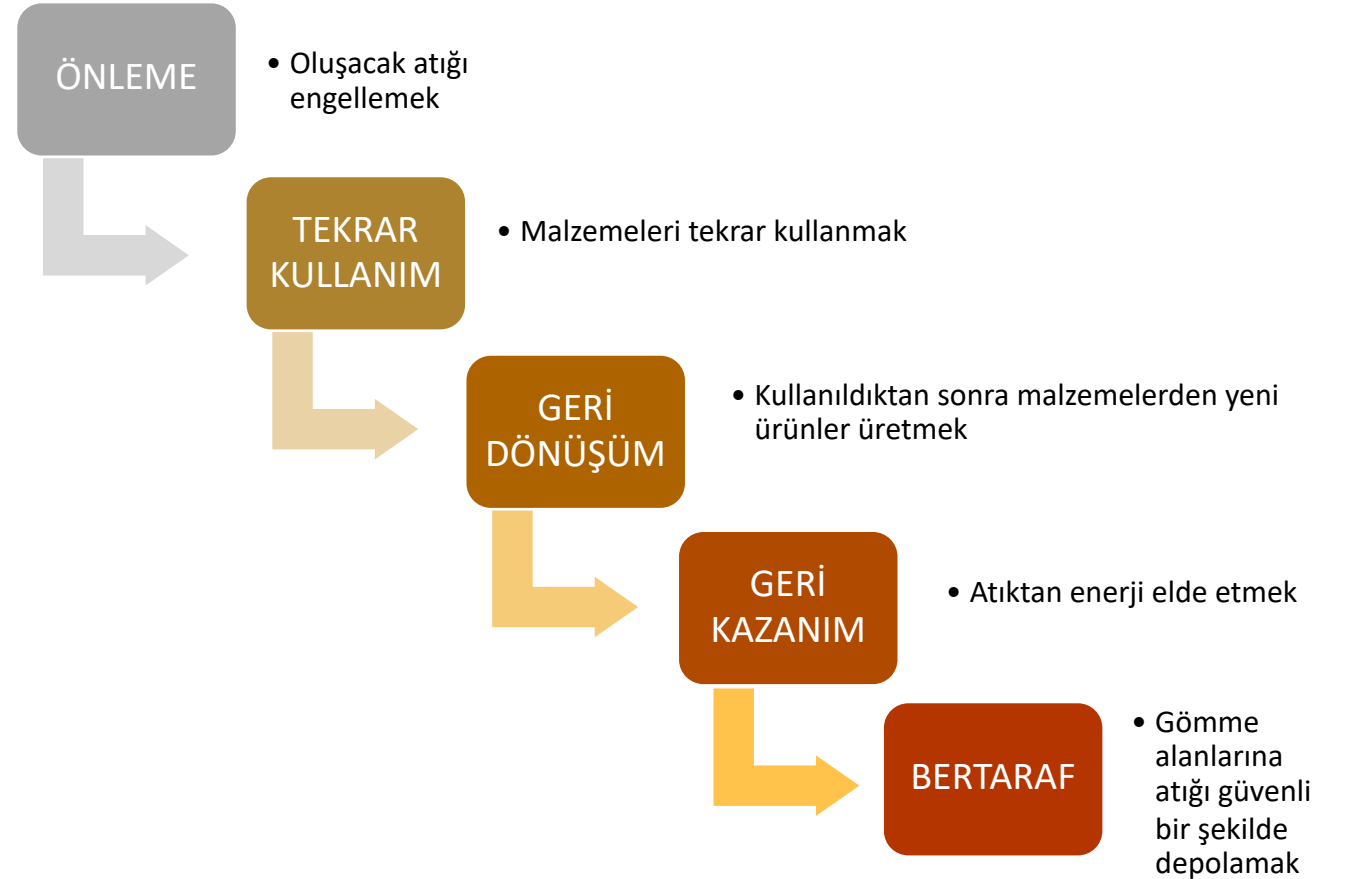 ÖNLEME
• Oluşacak atığı
engellemek
TEKRAR
KULLANIM
• Malzemeleri tekrar kullanmak
GERİ
DÖNÜŞÜM
• Kullanıldıktan sonra malzemelerden yeni
ürünler üretmek
GERİ
KAZANIM
• Atıktan enerji elde etmek
BERTARAF
• Gömme
alanlarına
atığı güvenli
bir şekilde
depolamak